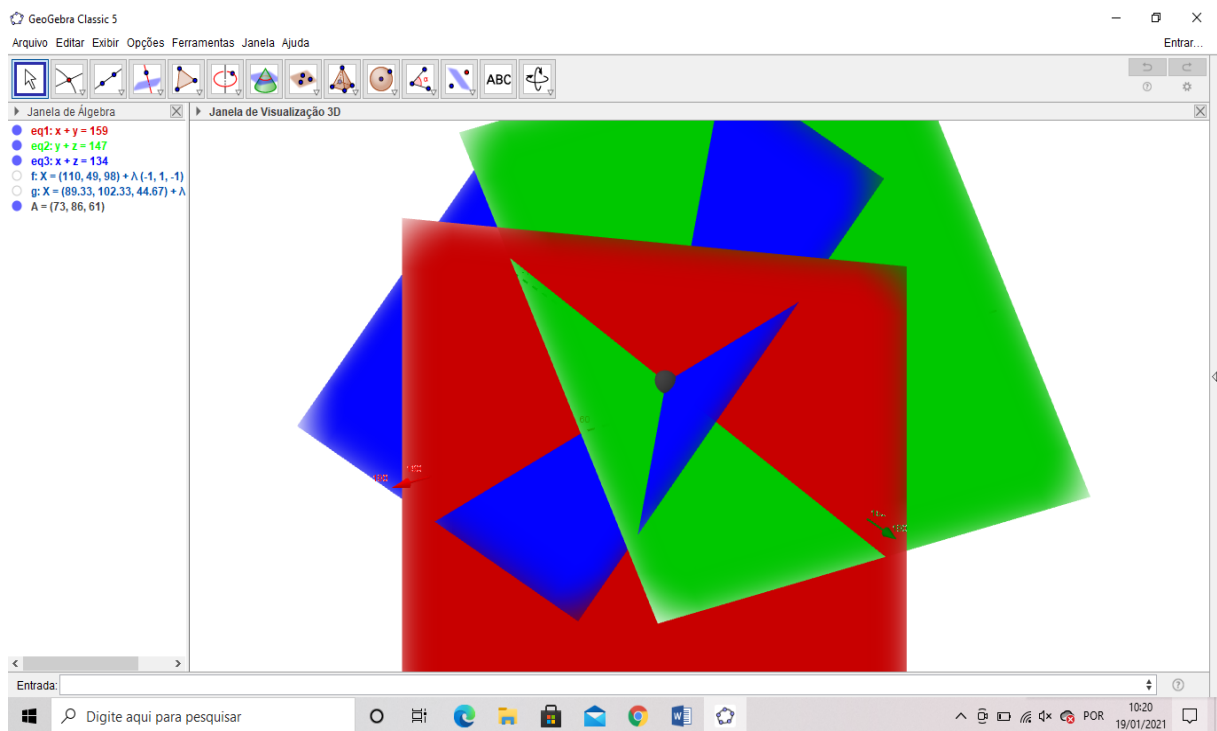 GeoGebra Classic 5
Arquivo Editar Exibir Opções Ferramentas Janela Ajuda
Entrar...
ABC
Janela de Álgebra
Janela de Visualização 3D
eq1: x + y = 159
eq2: y + z = 147
eq3: x + z = 134
f: X = (110, 49, 98) + λ (-1, 1, -1)
g: X = (89.33, 102.33, 44.67) + λ
A = (73, 86, 61)
Entrada:
Digite aqui para pesquisar
POR
10:20
19/01/2021